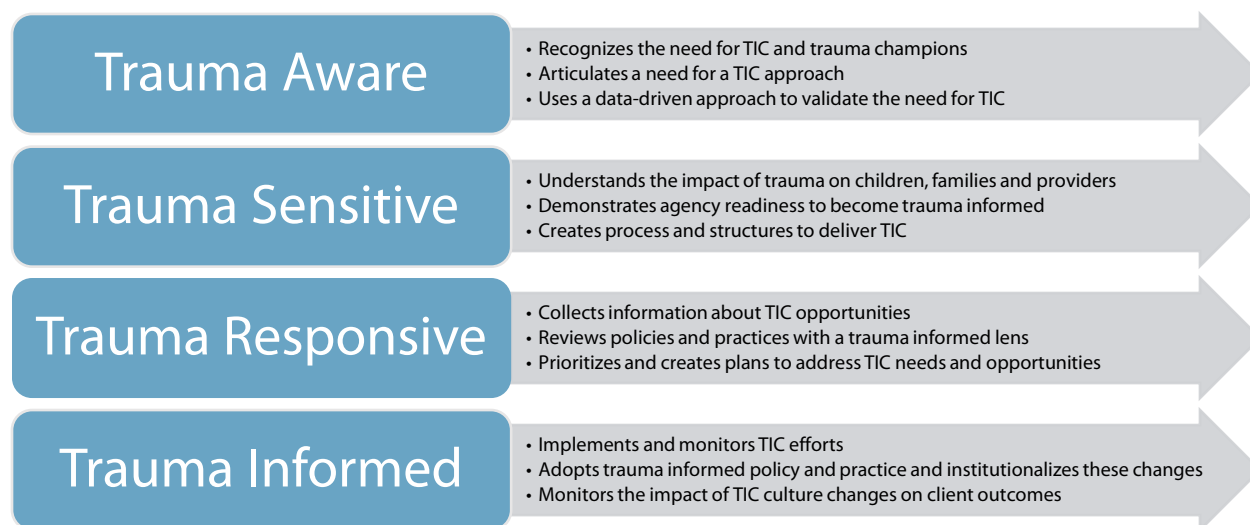 Trauma Aware
• Recognizes the need for TIC and trauma champions
• Articulates a need for a TIC approach
• Uses a data-driven approach to validate the need for TIC
Trauma Sensitive
• Understands the impact of trauma on children, families and providers
• Demonstrates agency readiness to become trauma informed
• Creates process and structures to deliver TIC
Trauma Responsive
• Collects information about TIC opportunities
• Reviews policies and practices with a trauma informed lens
• Prioritizes and creates plans to address TIC needs and opportunities
Trauma Informed
• Implements and monitors TIC efforts
• Adopts trauma informed policy and practice and institutionalizes these changes
• Monitors the impact of TIC culture changes on client outcomes